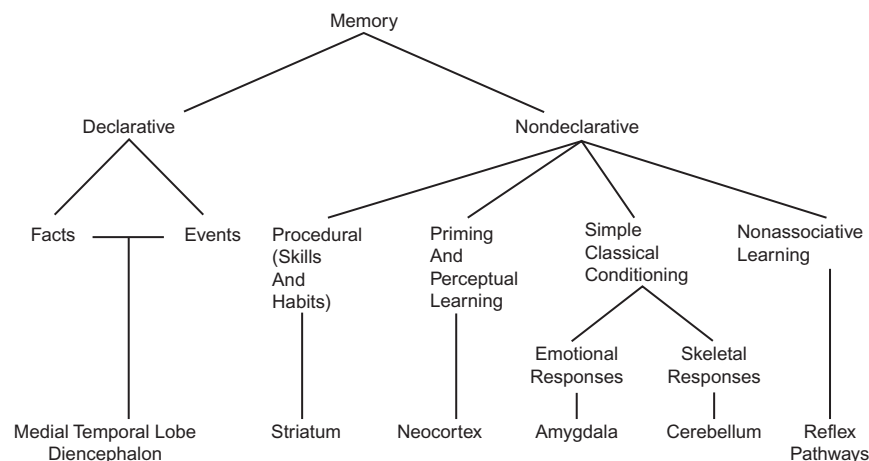 Memory
Declarative
Nondeclarative
Facts
Events
Procedural
(Skills
And
Habits)
Priming
And
Perceptual
Learning
Simple
Classical
Conditioning
Nonassociative
Learning
Emotional
Responses
Skeletal
Responses
Medial Temporal Lobe
Diencephalon
Striatum
Neocortex
Amygdala
Cerebellum
Reflex
Pathways